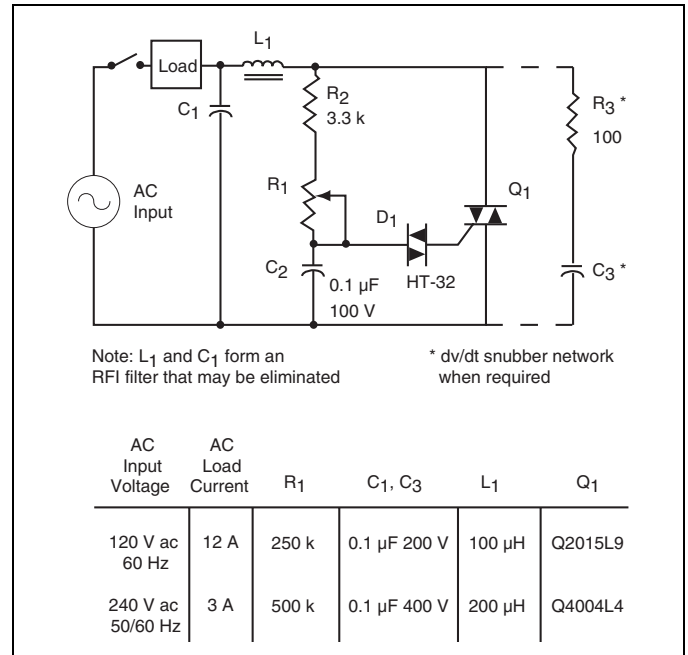 L1
Load
C1
R2
3.3 k
R3 *
100
R1
Q1
AC
Input
D1
C2
0.1 µF
100 V
HT-32
C3 *
Note: L1 and C1 form an
RFI filter that may be eliminated
* dv/dt snubber network
when required
AC
Input
Voltage
AC
Load
Current
R1
C1, C3
L1
Q1
120 V ac
60 Hz
12 A
250 k
0.1 µF 200 V
100 µH
Q2015L9
240 V ac
50/60 Hz
3 A
500 k
0.1 µF 400 V
200 µH
Q4004L4